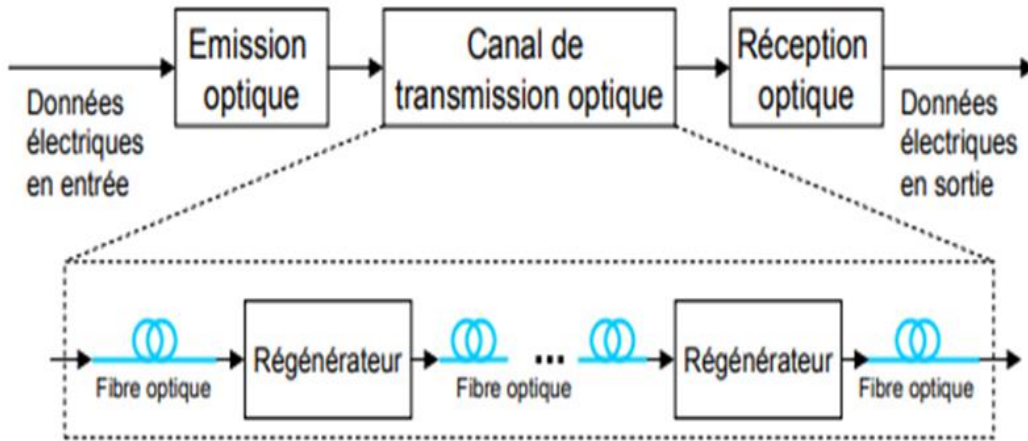 Emission
optique
Canal de
transmission optique
Réception
optique
Données
électriques
en entrée
Données
électriques
en sortie
Régénérateur
Régénérateur
Fibre optique
Fibre optique
Fibre optique